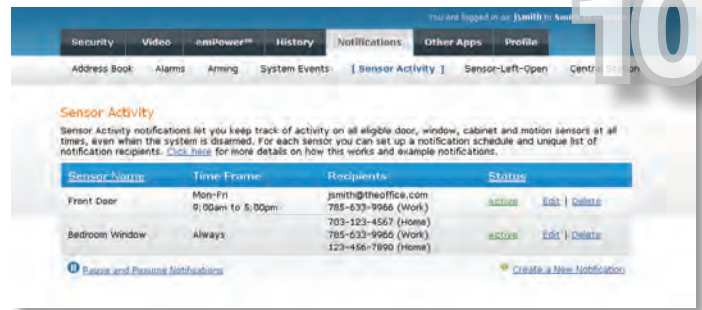 You are logged in as jsmith to
10
Security Video emPower™ History Notifications Other Apps Profile
Address Book Alarms Arming System Events [ Sensor Activity ] Sensor-Left-Open Central Station
Sensor Activity
Sensor Activity notifications let you keep track of activity on all eligible door, window, cabinet and motion sensors at all
times, even when the system is disarmed. For each sensor you can set up a notification schedule and unique list of
notification recipients. Click here for more details on how this works and example notifications.
Sensor Name Time Frame Recipients Status
Front Door Mon-Fri jsmith@theoffice.com Active Edit | Delete
9:00am to 5:00pm 785-633-9966 (Work)
703-123-4567 (Home)
Bedroom Window Always 785-633-9966 (Work) Active Edit | Delete
123-456-7890 (Home)
Pause and Resume Notifications Create a New Notification